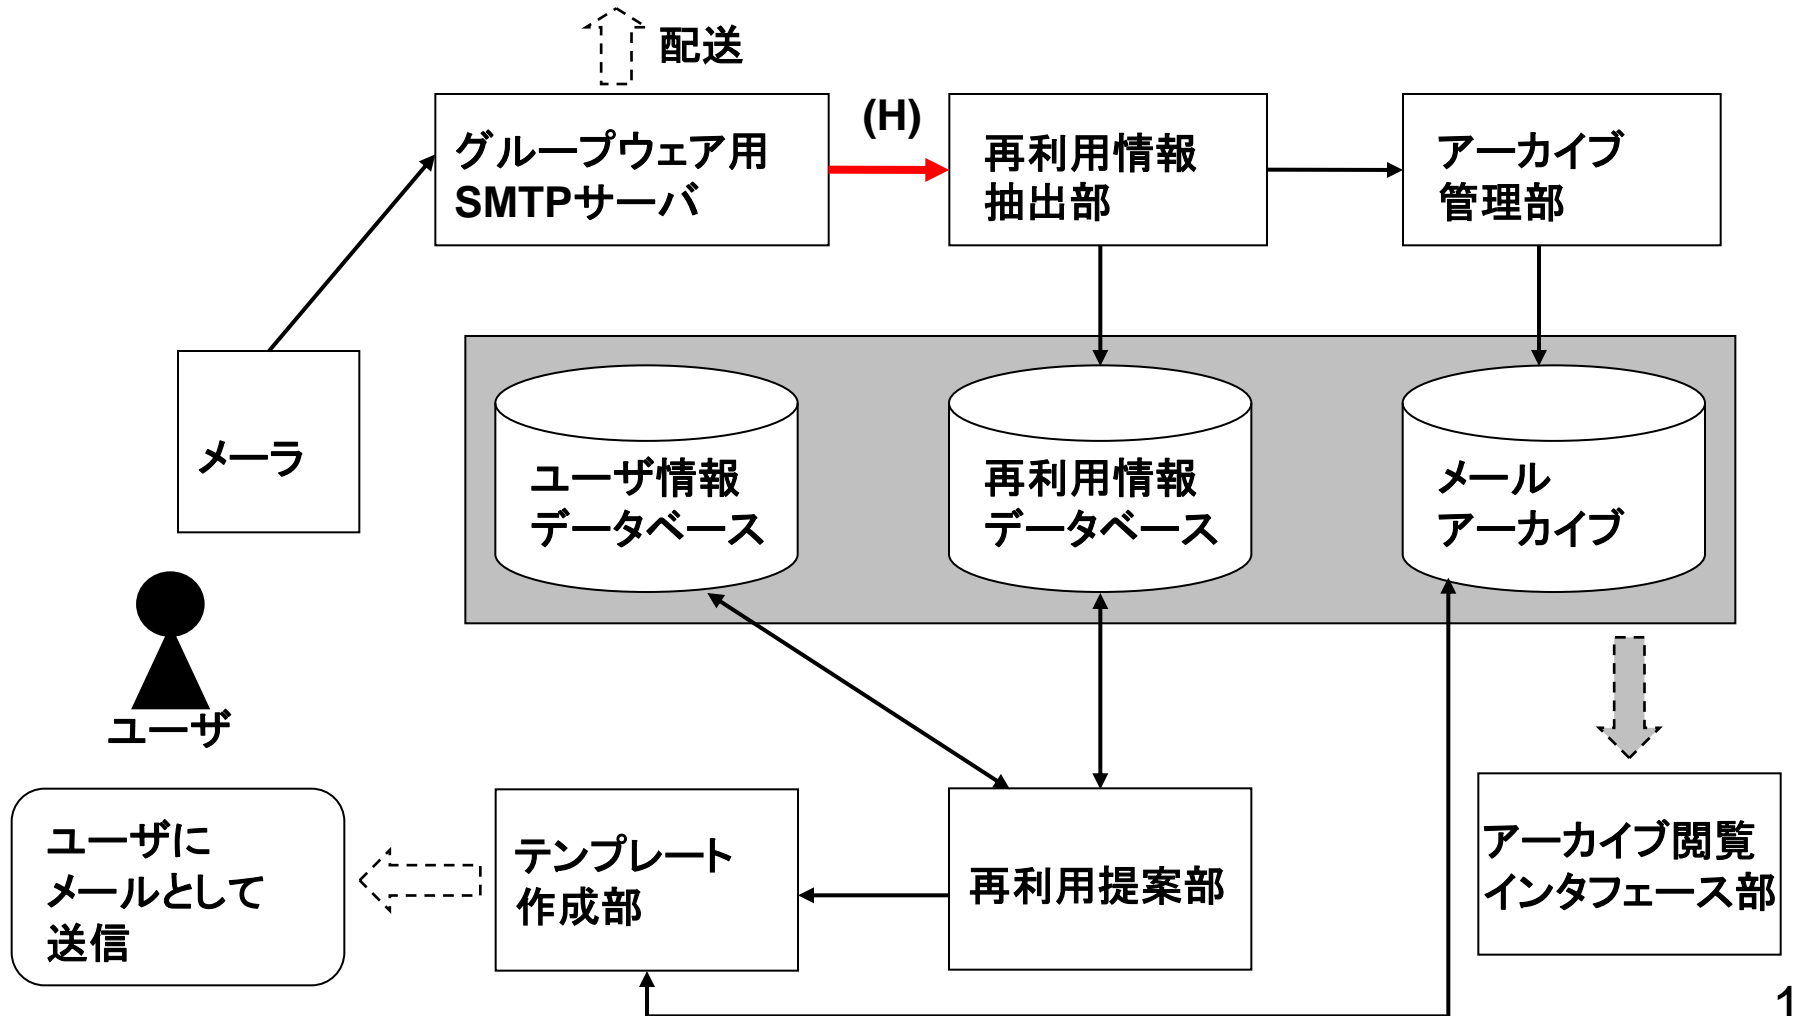 配送
(H)
グループウェア用
SMTPサーバ
再利用情報
抽出部
アーカイブ
管理部
メーラ
ユーザ情報
データベース
再利用情報
データベース
メール
アーカイブ
ユーザ
ユーザに
メールとして
送信
テンプレート
作成部
再利用提案部
アーカイブ閲覧
インタフェース部
1